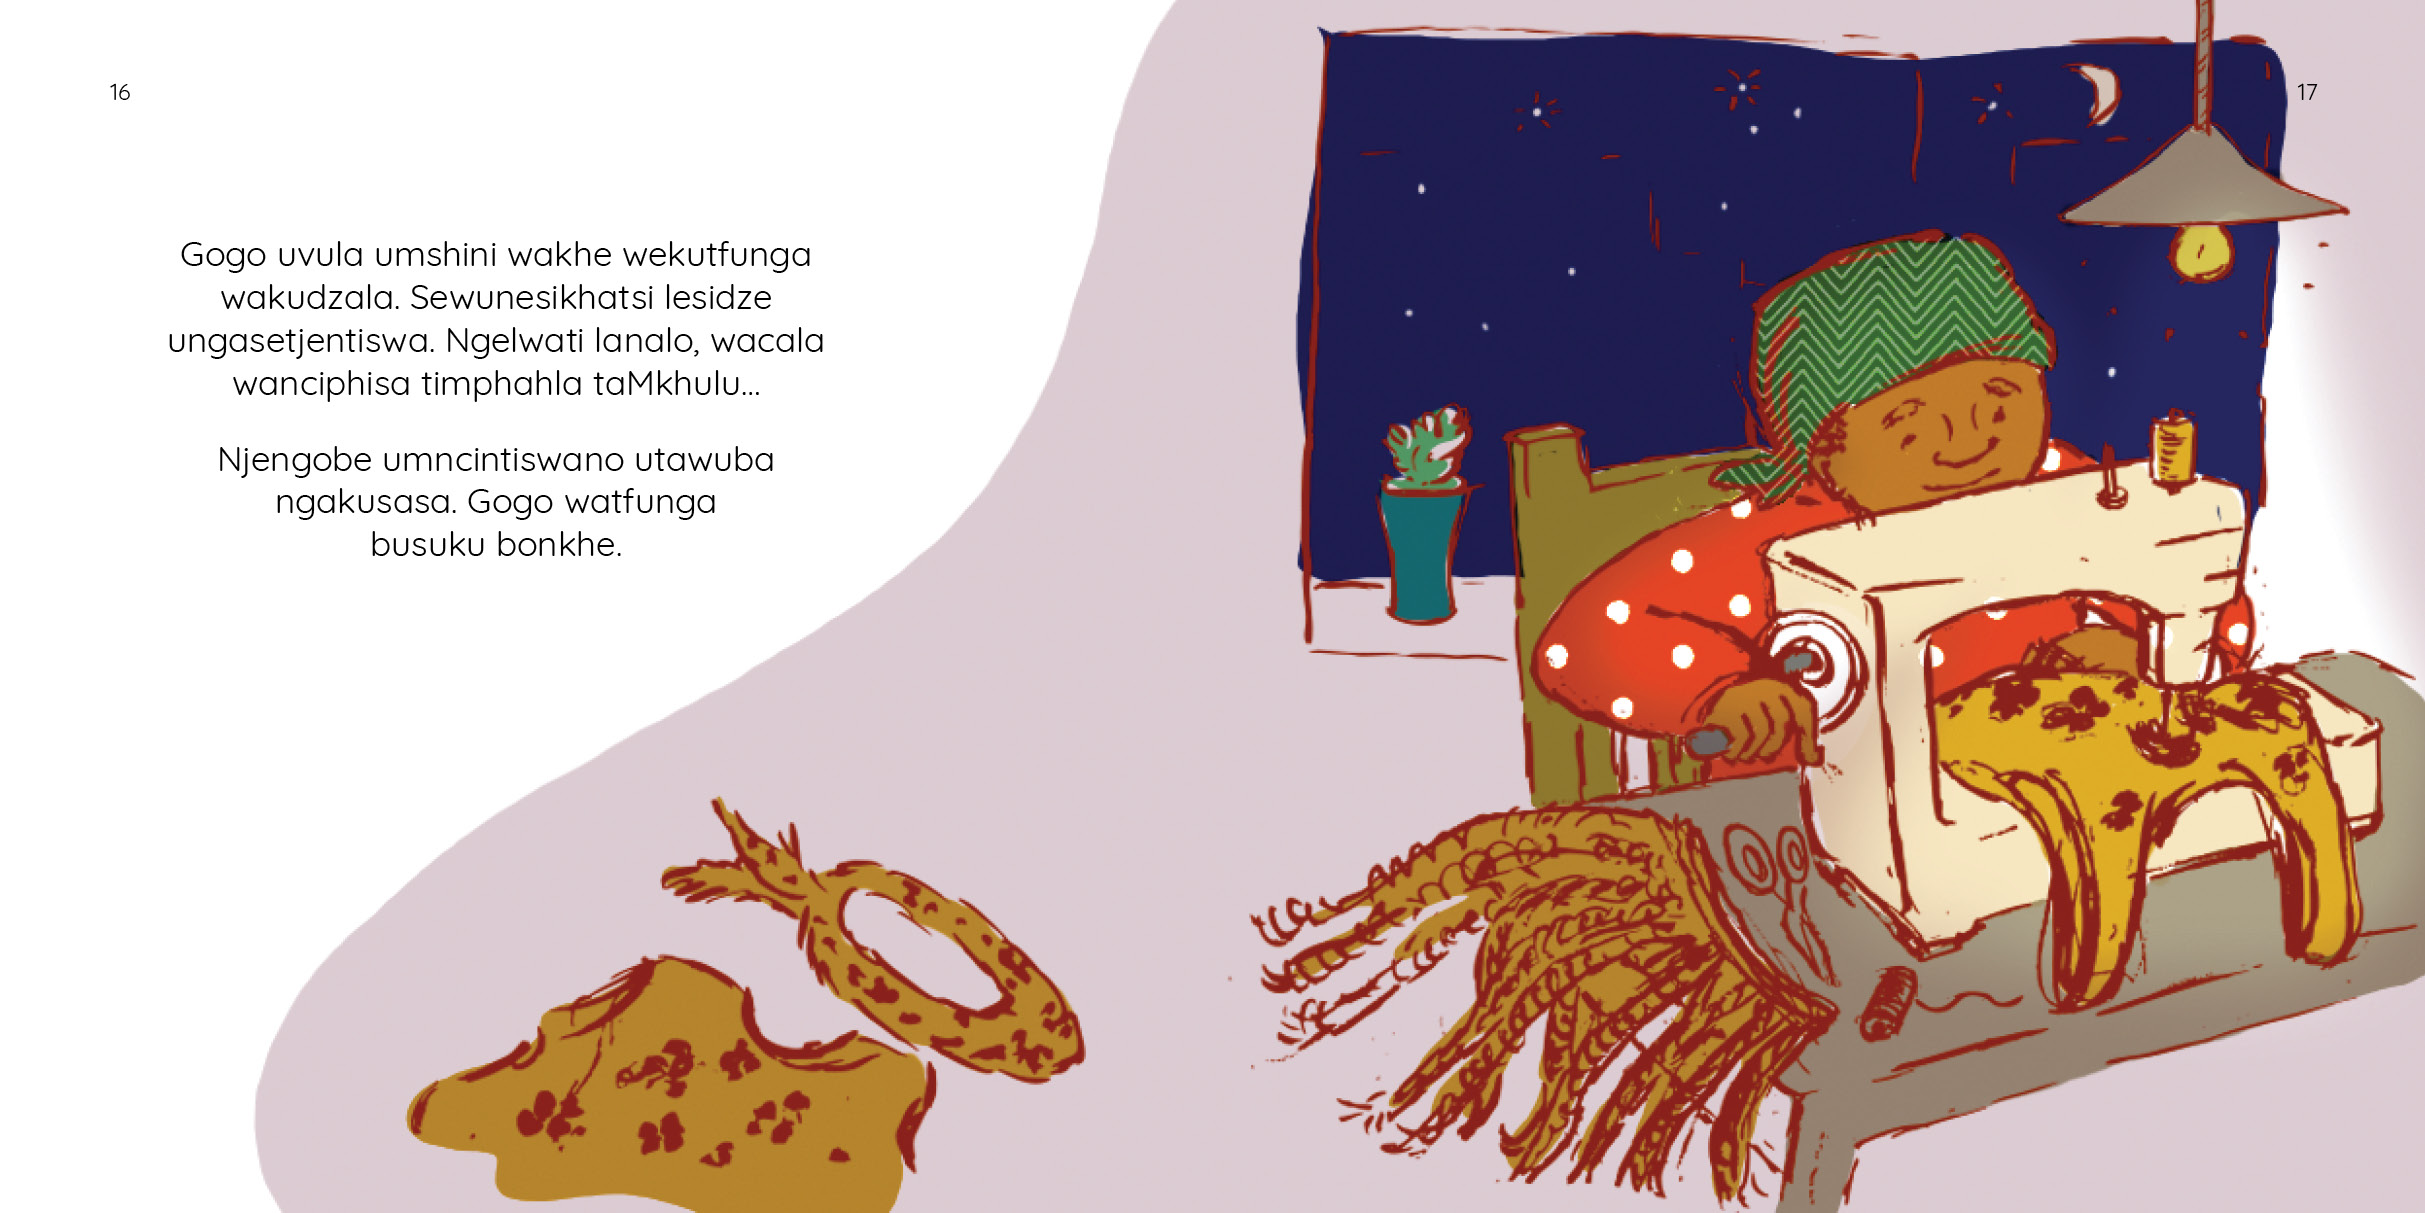 16
Gogo uvula umshini wakhe wekutfunga
wakudzala. Sewunesikhatsi lesidze
ungasetjentiswa. Ngelwati lanalo, wacala
wanciphisa timphahla taMkhulu...
Njengobe umncintiswano utawuba
ngakusasa. Gogo watfunga
busuku bonkhe.
17